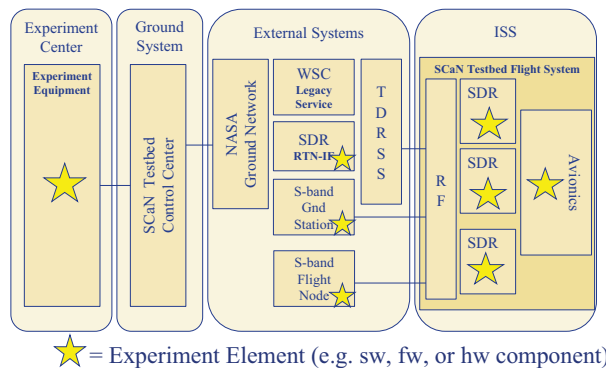 Experiment
Center
Ground
System
External Systems
ISS
Experiment
Equipment
SCaN Testbed
Control Center
NASA
Ground Network
WSC
Legacy
Service
SDR
RTN-IF
S-band
Gnd
Station
S-band
Flight
Node
TDRSS
SCaN Testbed Flight System
RF
SDR
SDR
SDR
Avionics
= Experiment Element (e.g. sw, fw, or hw component)